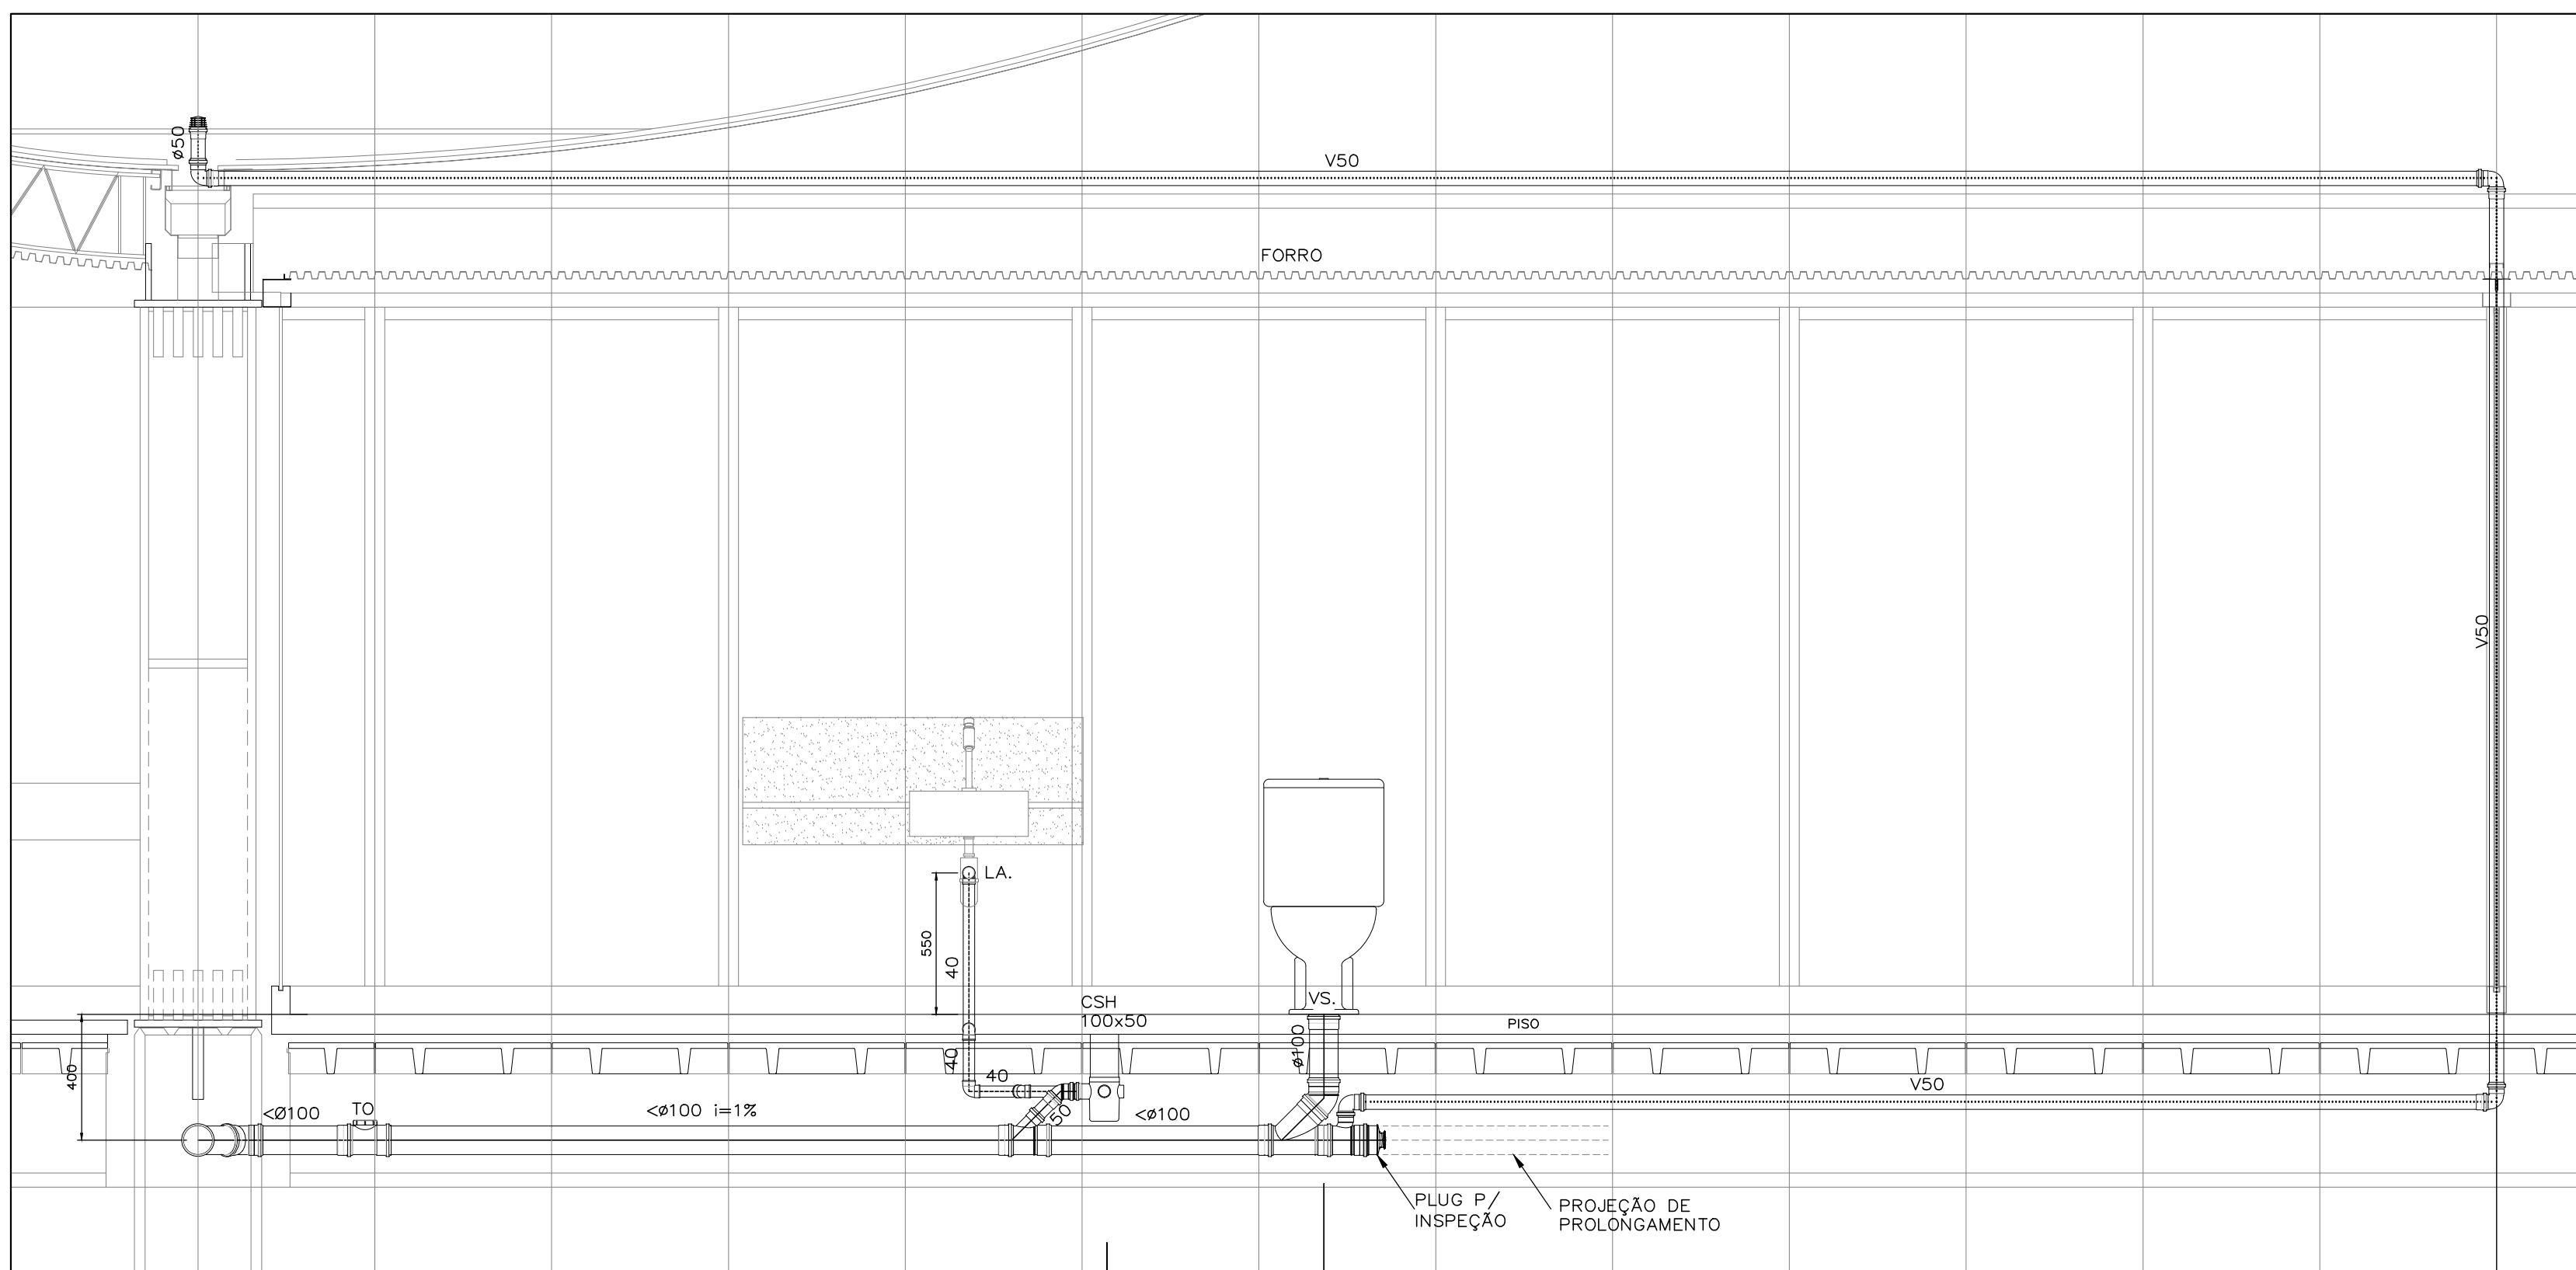 ø50
V50
FORRO
V50
LA.
550
40
CSH
100x50
VS.
PISO
ø100
40
40
400
V50
<Ø100
TO
<ø100 i=1%
50
<ø100
PLUG P/
INSPEÇÃO
PROJEÇÃO DE
PROLONGAMENTO